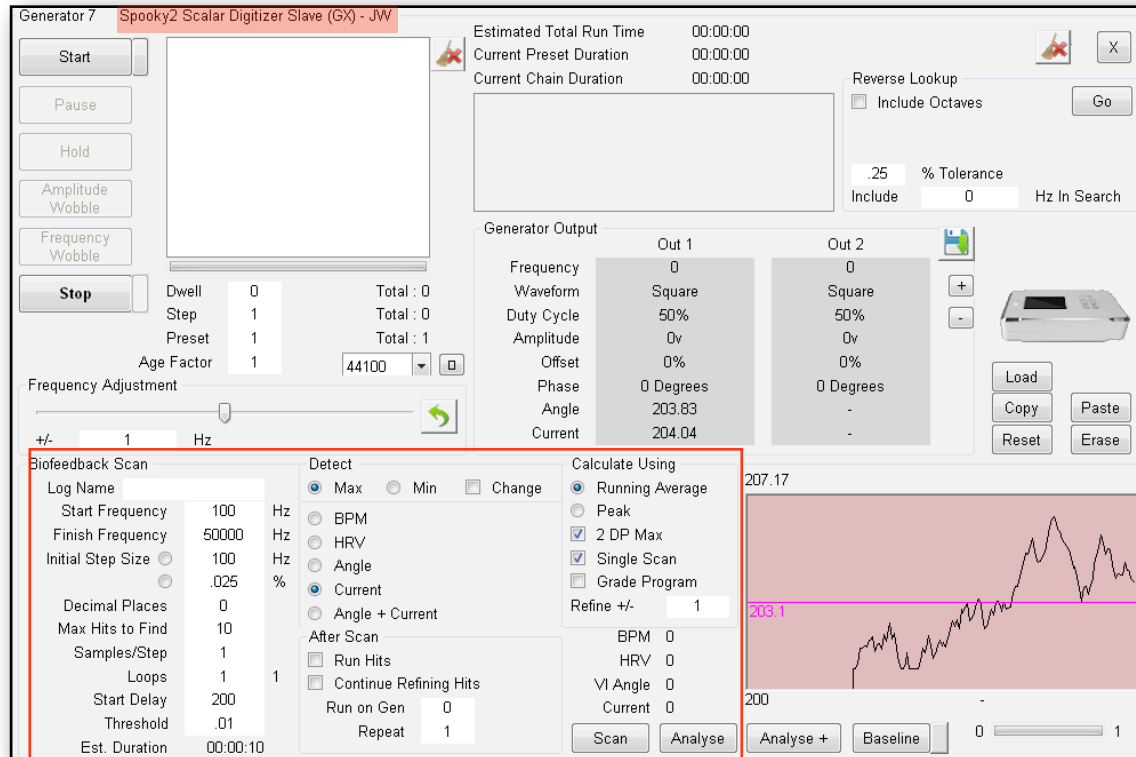 Generator 7 Spooky2 Scalar Digitizer Slave (GX) - JW
Start
Pause
Hold
Amplitude
Wobble
Frequency
Wobble
Stop
Dwell 0 Total : 0
Step 1 Total : 0
Preset 1 Total : 1
Age Factor 1 44100
Frequency Adjustment
+/- 1 Hz
Estimated Total Run Time 00:00:00
Current Preset Duration 00:00:00
Current Chain Duration 00:00:00
X
Reverse Lookup
Include Octaves Go
.25 % Tolerance
Include 0 Hz In Search
Generator Output
Out 1 Out 2
Frequency 0 0
Waveform Square Square
Duty Cycle 50% 50%
Amplitude 0v 0v
Offset 0% 0%
Phase 0 Degrees 0 Degrees
Angle 203.83 -
Current 204.04 -
+
-
Load
Copy Paste
Reset Erase
Biofeedback Scan
Log Name
Start Frequency 100 Hz
Finish Frequency 50000 Hz
Initial Step Size 100 Hz
.025 %
Decimal Places 0
Max Hits to Find 10
Samples/Step 1
Loops 1 1
Start Delay 200
Threshold .01
Est. Duration 00:00:10
Detect
Max Min Change
BPM
HRV
Angle
Current
Angle + Current
After Scan
Run Hits
Continue Refining Hits
Run on Gen 0
Repeat 1
Calculate Using
Running Average
Peak
2 DP Max
Single Scan
Grade Program
Refine +/- 1
BPM 0
HRV 0
VI Angle 0
Current 0
Scan Analyse
207.17
203.1
200 -
Analyse + Baseline 0 1